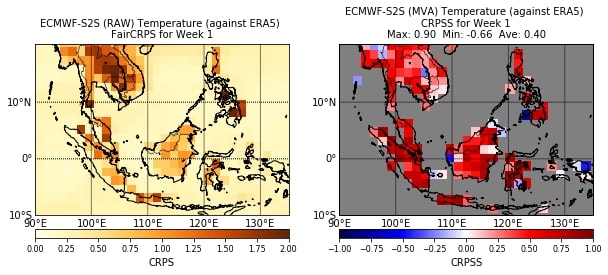 ECMWF-S2S (RAW) Temperature (against ERA5)
FairCRPS for Week 1
10°N
0°
10°S
90°E 100°E 110°E 120°E 130°E
0.00 0.25 0.50 0.75 1.00 1.25 1.50 1.75 2.00
CRPS
ECMWF-S2S (MVA) Temperature (against ERA5)
CRPSS for Week 1
Max: 0.90 Min: -0.66 Ave: 0.40
10°N
0°
10°S
90°E 100°E 110°E 120°E 130°E
−1.00 −0.75 −0.50 −0.25 0.00 0.25 0.50 0.75 1.00
CRPSS